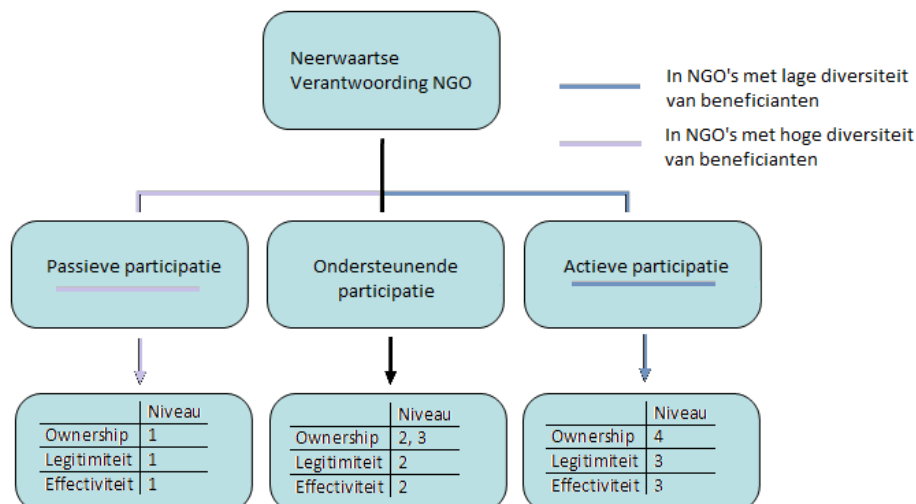 Neerwaartse
Verantwoording NGO
In NGO's met lage diversiteit
van beneficianten
In NGO's met hoge diversiteit
van beneficianten
Passieve participatie
Ondersteunende
participatie
Actieve participatie
Niveau
Ownership 1
Legitimiteit 1
Effectiviteit 1
Niveau
Ownership 2, 3
Legitimiteit 2
Effectiviteit 2
Niveau
Ownership 4
Legitimiteit 3
Effectiviteit 3